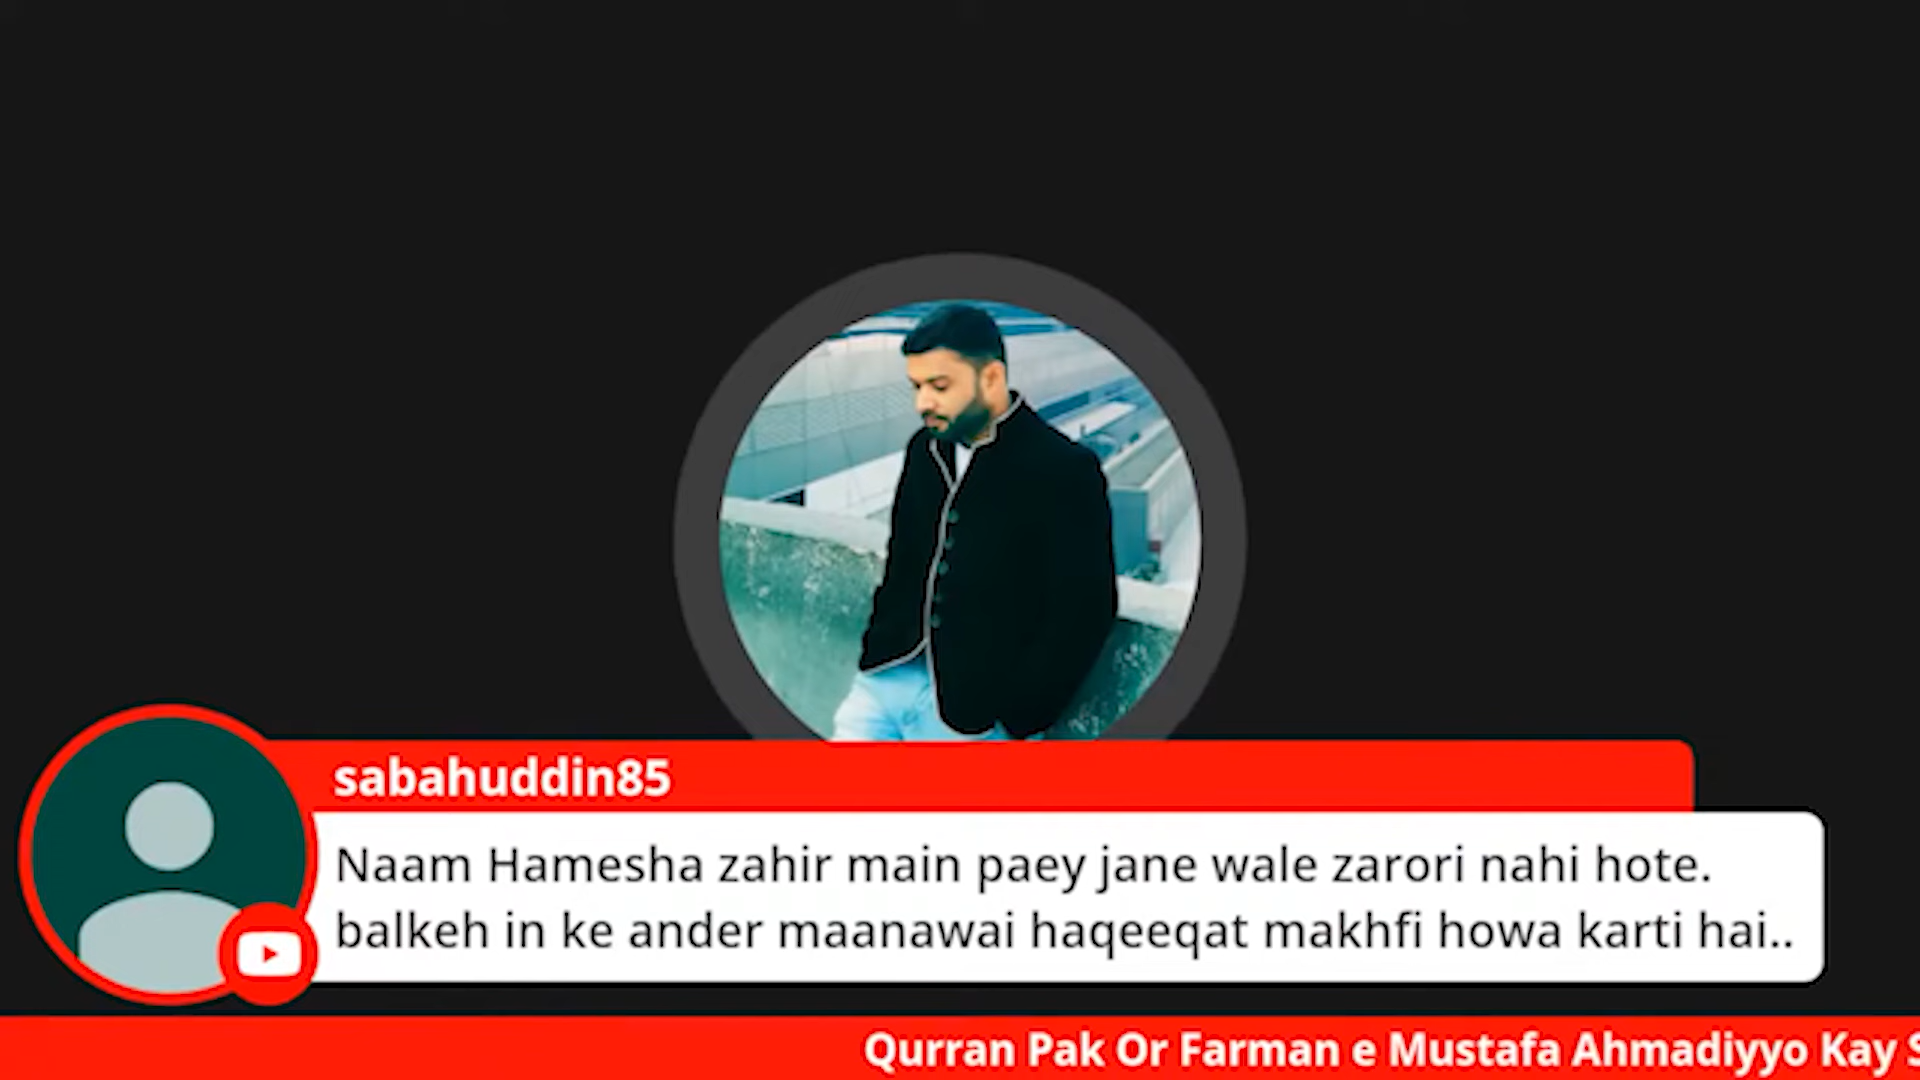 sabahuddin85
Naam Hamesha zahir main paey jane wale zarori nahi hote.
balkeh in ke ander maanawai haqeeqat makhfi howa karti hai..
Qurran Pak Or Farman e Mustafa Ahmadiyyo Kay